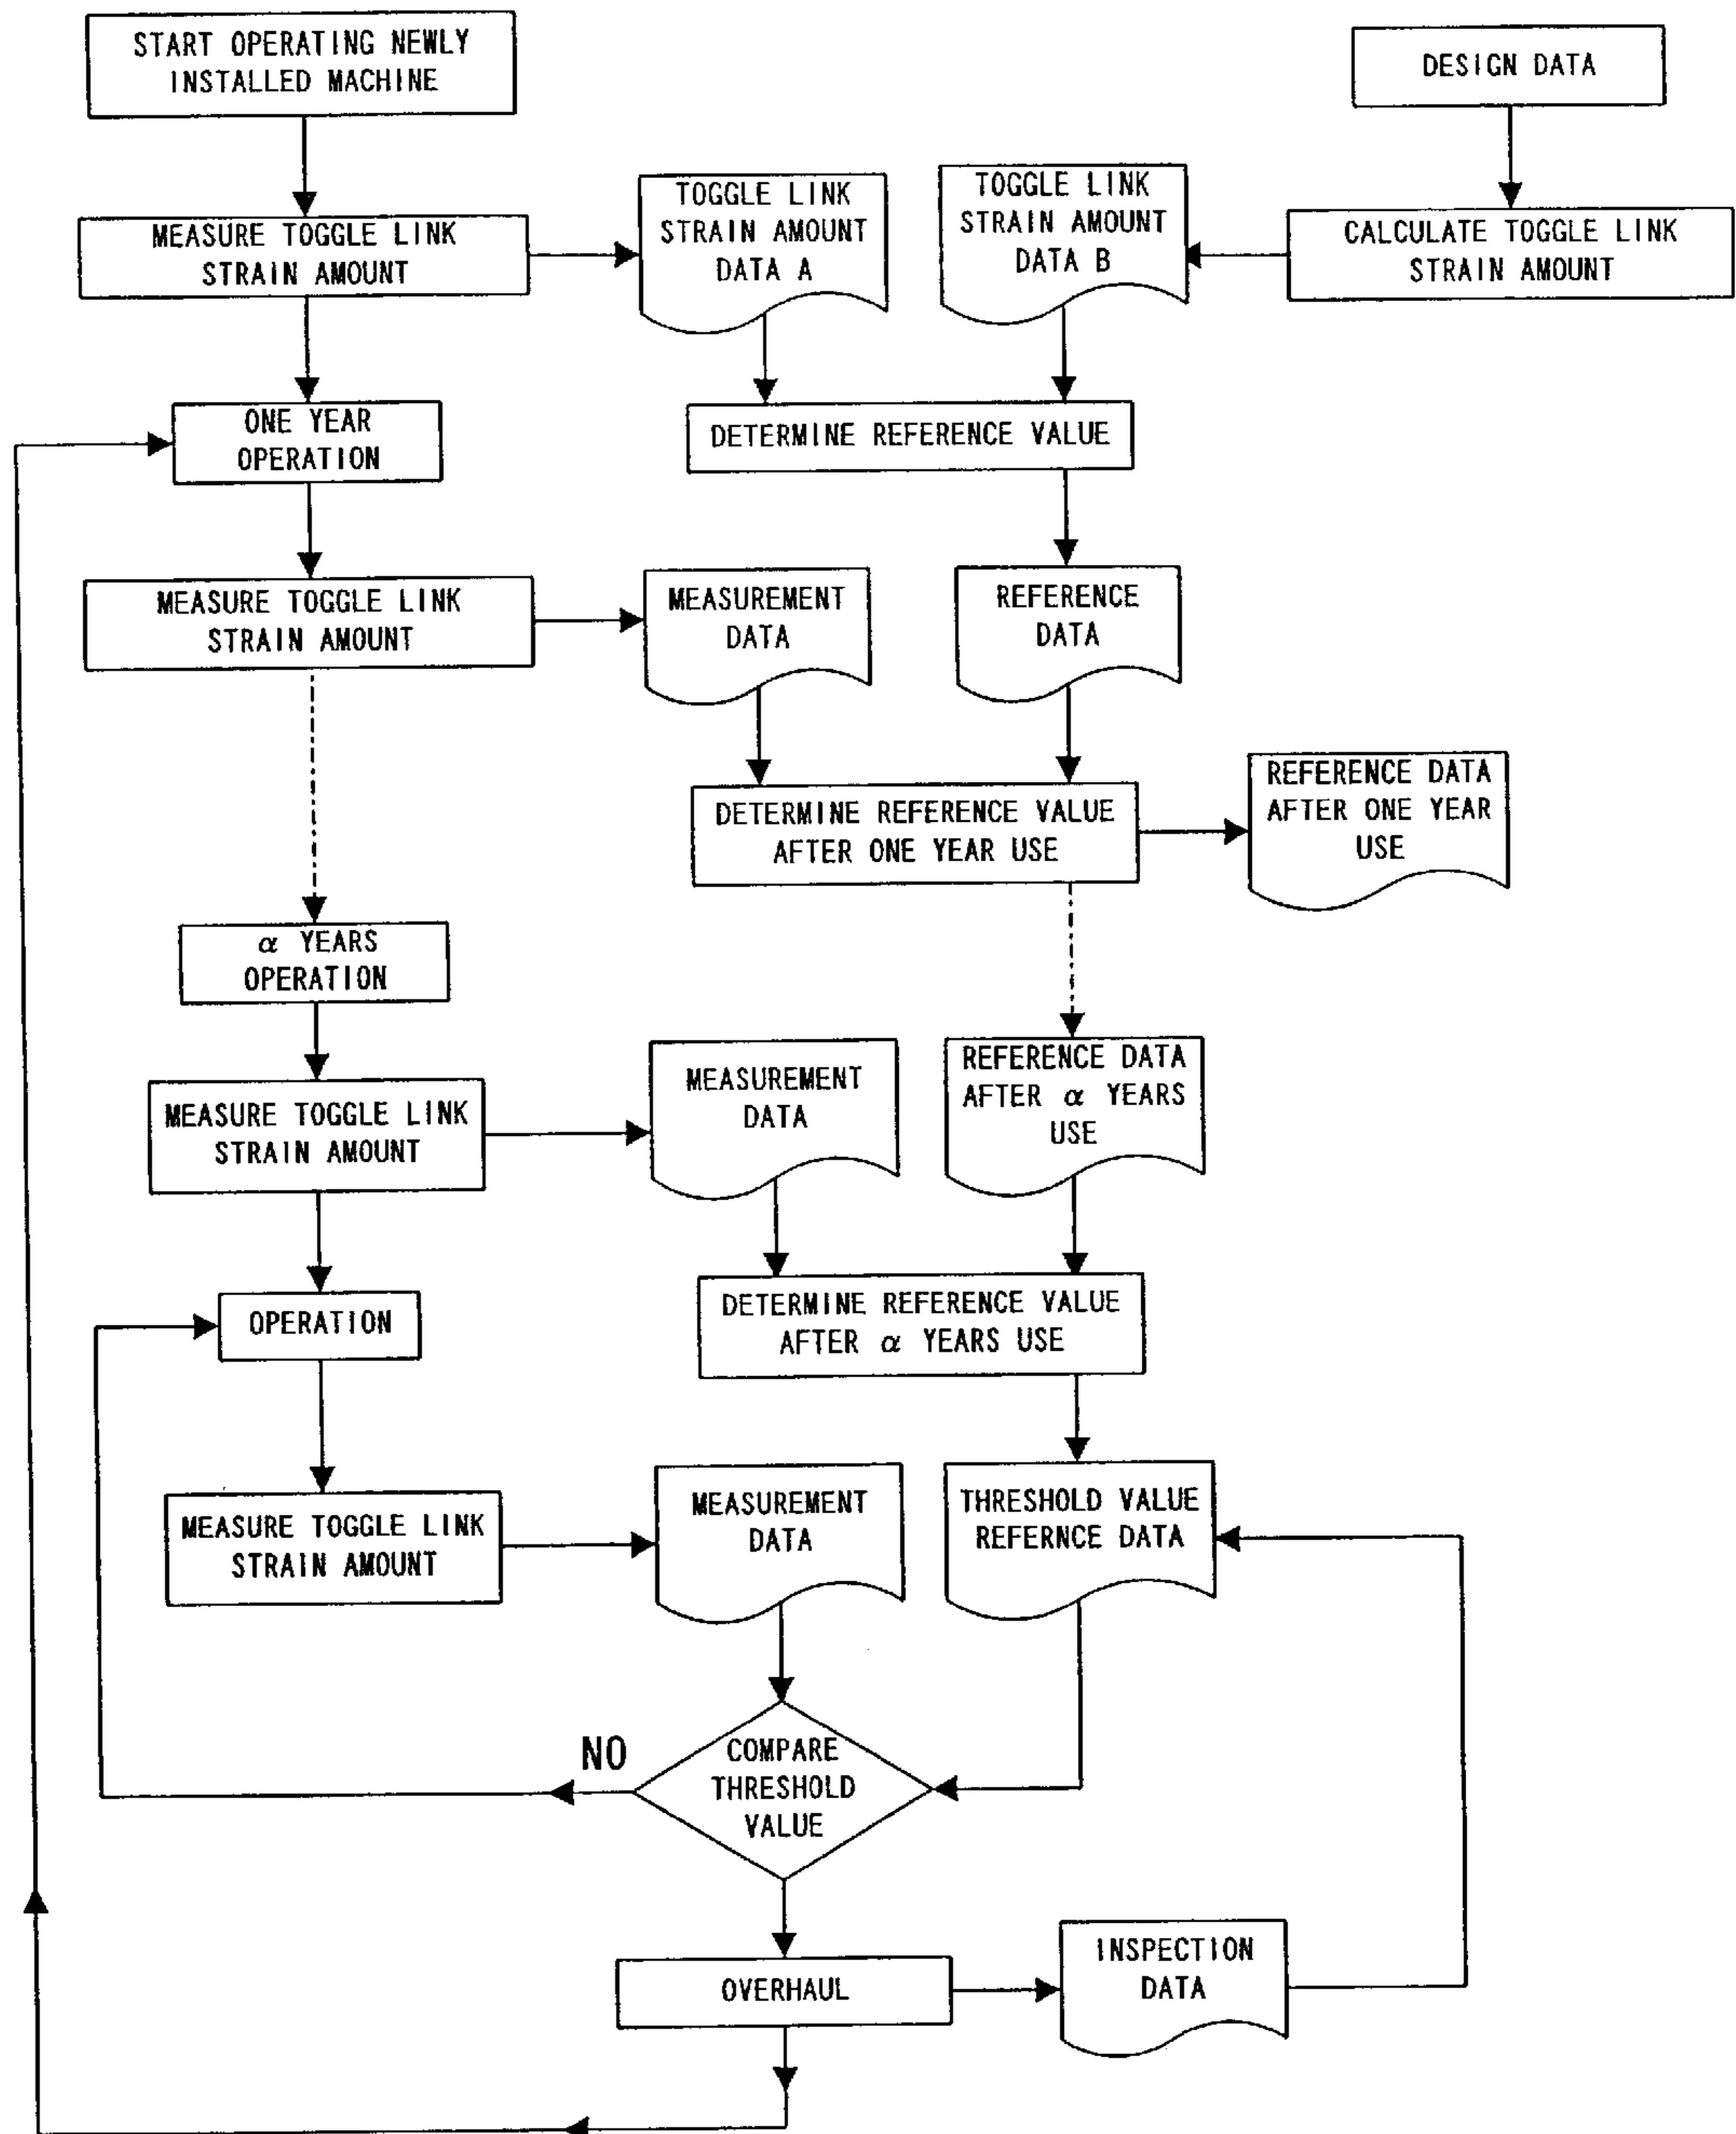 START OPERATING NEWLY
INSTALLED MACHINE
DESIGN DATA
MEASURE TOGGLE LINK
STRAIN AMOUNT
TOGGLE LINK
STRAIN AMOUNT
DATA A
TOGGLE LINK
STRAIN AMOUNT
DATA B
CALCULATE TOGGLE LINK
STRAIN AMOUNT
ONE YEAR
OPERATION
DETERMINE REFERENCE VALUE
MEASURE TOGGLE LINK
STRAIN AMOUNT
MEASUREMENT
DATA
REFERENCE
DATA
DETERMINE REFERENCE VALUE
AFTER ONE YEAR USE
REFERENCE DATA
AFTER ONE YEAR
USE
α YEARS
OPERATION
MEASURE TOGGLE LINK
STRAIN AMOUNT
MEASUREMENT
DATA
REFERENCE DATA
AFTER α YEARS
USE
OPERATION
DETERMINE REFERENCE VALUE
AFTER α YEARS USE
MEASURE TOGGLE LINK
STRAIN AMOUNT
MEASUREMENT
DATA
THRESHOLD VALUE
REFERNCE DATA
NO
COMPARE
THRESHOLD
VALUE
OVERHAUL
INSPECTION
DATA